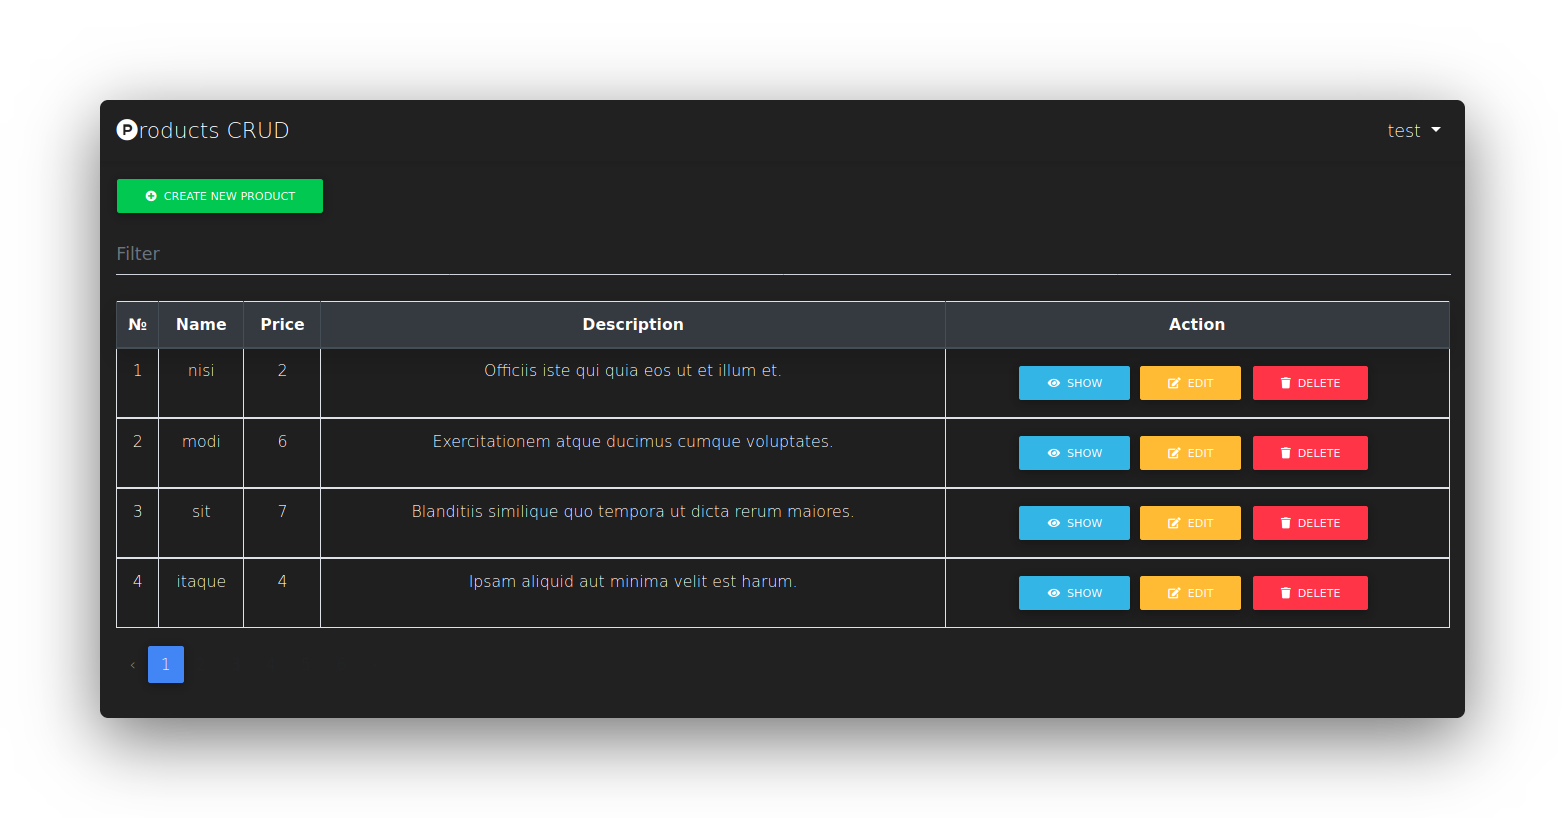 Products CRUD test
CREATE NEW PRODUCT
Filter
№ Name Price Description Action
1 nisi 2 Officiis iste qui quia eos ut et illum et. SHOW EDIT DELETE
2 modi 6 Exercitationem atque ducimus cumque voluptates. SHOW EDIT DELETE
3 sit 7 Blanditiis similique quo tempora ut dicta rerum maiores. SHOW EDIT DELETE
4 itaque 4 Ipsam aliquid aut minima velit est harum. SHOW EDIT DELETE
‹ 1